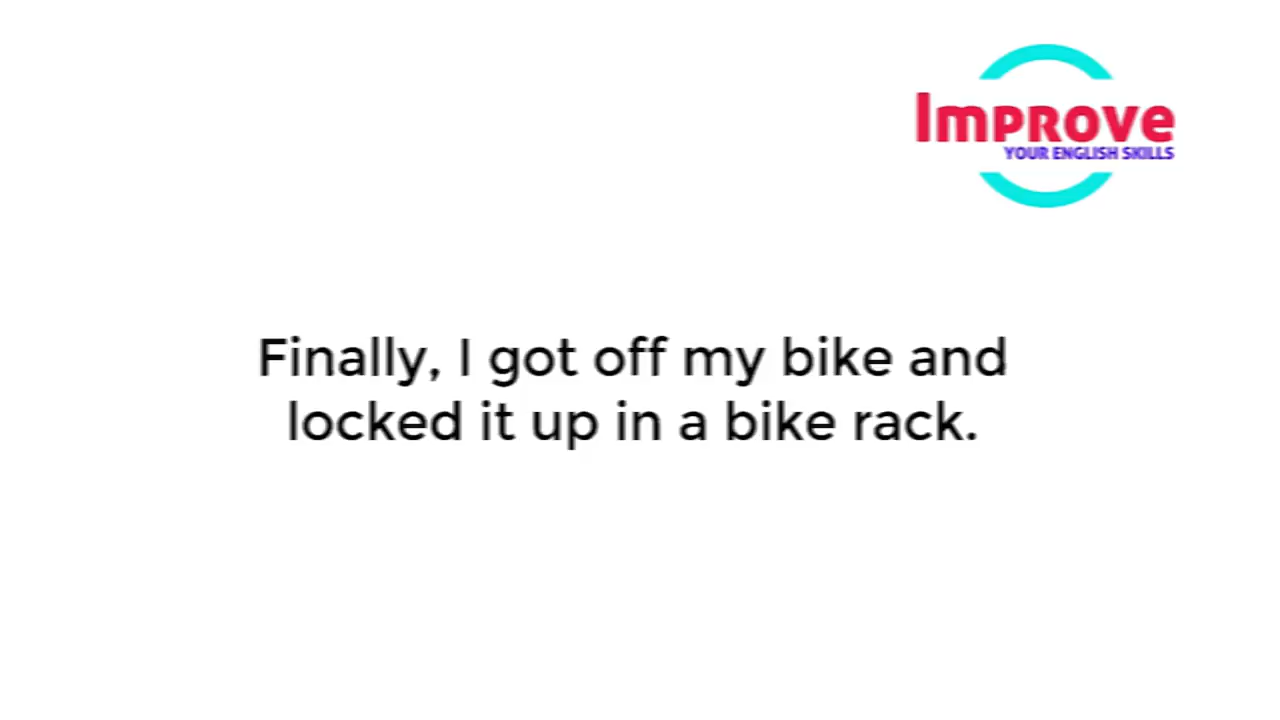 Improve
YOUR ENGLISH SKILLS
Finally, I got off my bike and
locked it up in a bike rack.